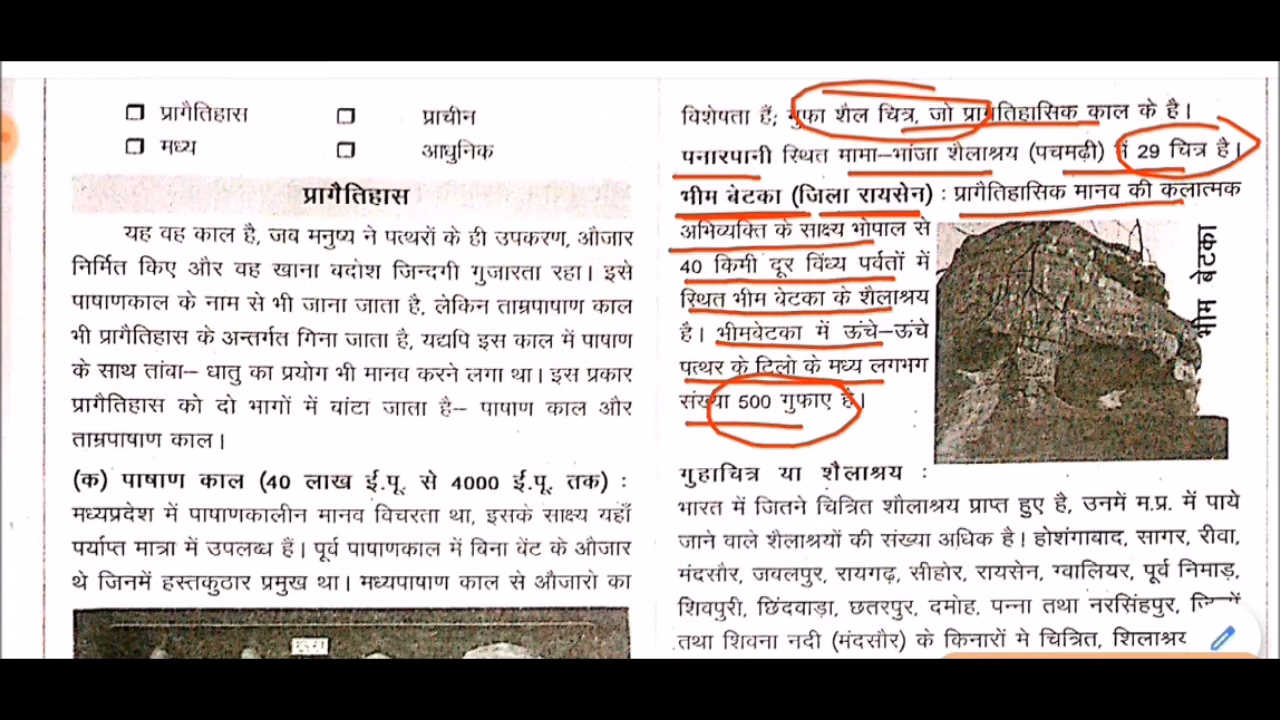 ❑ प्रागैतिहास ❑ प्राचीन
❑ मध्य ❑ आधुनिक
प्रागैतिहास
यह वह काल है, जब मनुष्य ने पत्थरों के ही उपकरण, औजार
निर्मित किए और वह खाना बदोश जिन्दगी गुजारता रहा। इसे
पाषाणकाल के नाम से भी जाना जाता है, लेकिन ताम्रपाषाण काल
भी प्रागैतिहास के अन्तर्गत गिना जाता है, यद्यपि इस काल में पाषाण
के साथ तांवा– धातु का प्रयोग भी मानव करने लगा था। इस प्रकार
प्रागैतिहास को दो भागों में बांटा जाता है– पाषाण काल और
ताम्रपाषाण काल।
(क) पाषाण काल (40 लाख ई.पू. से 4000 ई.पू. तक) :
मध्यप्रदेश में पाषाणकालीन मानव विचरता था, इसके साक्ष्य यहाँ
पर्याप्त मात्रा में उपलब्ध हैं। पूर्व पाषाणकाल में बिना बेंट के औजार
थे जिनमें हस्तकुठार प्रमुख था। मध्यपाषाण काल से औजारो का
विशेषता हैं; गुफा शैल चित्र, जो प्रागतिहासिक काल के है।
पनारपानी स्थित मामा–भांजा शैलाश्रय (पचमढ़ी) में 29 चित्र है।
भीम बेटका (जिला रायसेन) : प्रागैतिहासिक मानव की कलात्मक
अभिव्यक्ति के साक्ष्य भोपाल से
40 किमी दूर विंध्य पर्वतों में
स्थित भीम बेटका के शैलाश्रय
है। भीमवेटका में ऊंचे–ऊंचे
पत्थर के टिलो के मध्य लगभग
संख्या 500 गुफाए है।
भीम बेटका
गुहाचित्र या शैलाश्रय :
भारत में जितने चित्रित शौलाश्रय प्राप्त हुए है, उनमें म.प्र. में पाये
जाने वाले शैलाश्रयों की संख्या अधिक है। होशंगाबाद, सागर, रीवा,
मंदसौर, जवलपुर, रायगढ़, सीहोर, रायसेन, ग्वालियर, पूर्व निमाड़,
शिवपुरी, छिंदवाड़ा, छतरपुर, दमोह, पन्ना तथा नरसिंहपुर,
तथा शिवना नदी (मंदसौर) के किनारों मे चित्रित, शिलाश्रय